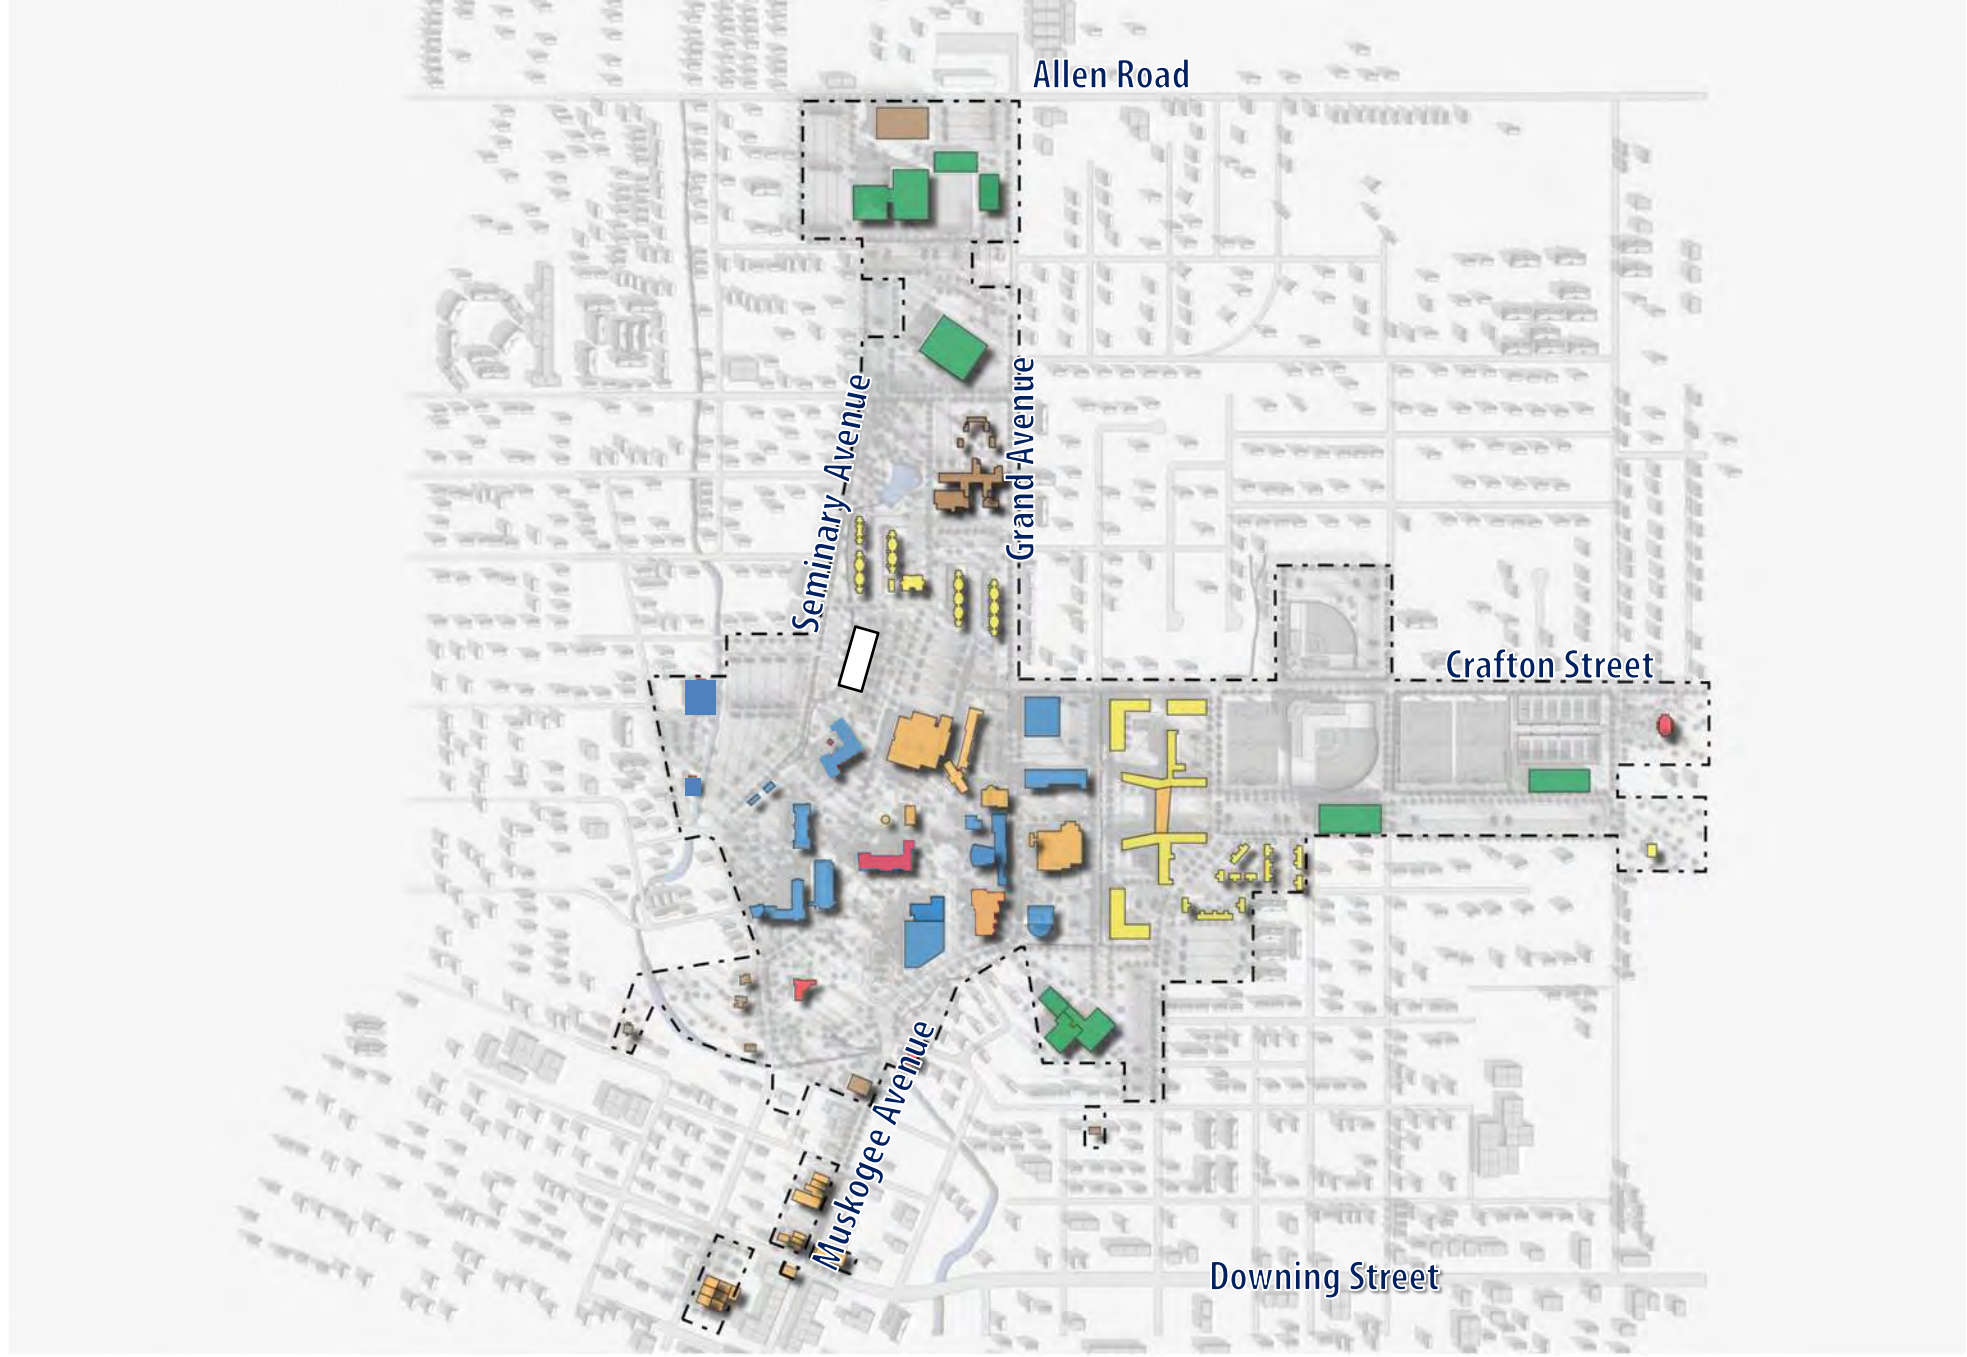 Allen Road
Seminary Avenue
Grand Avenue
Crafton Street
Muskogee Avenue
Downing Street